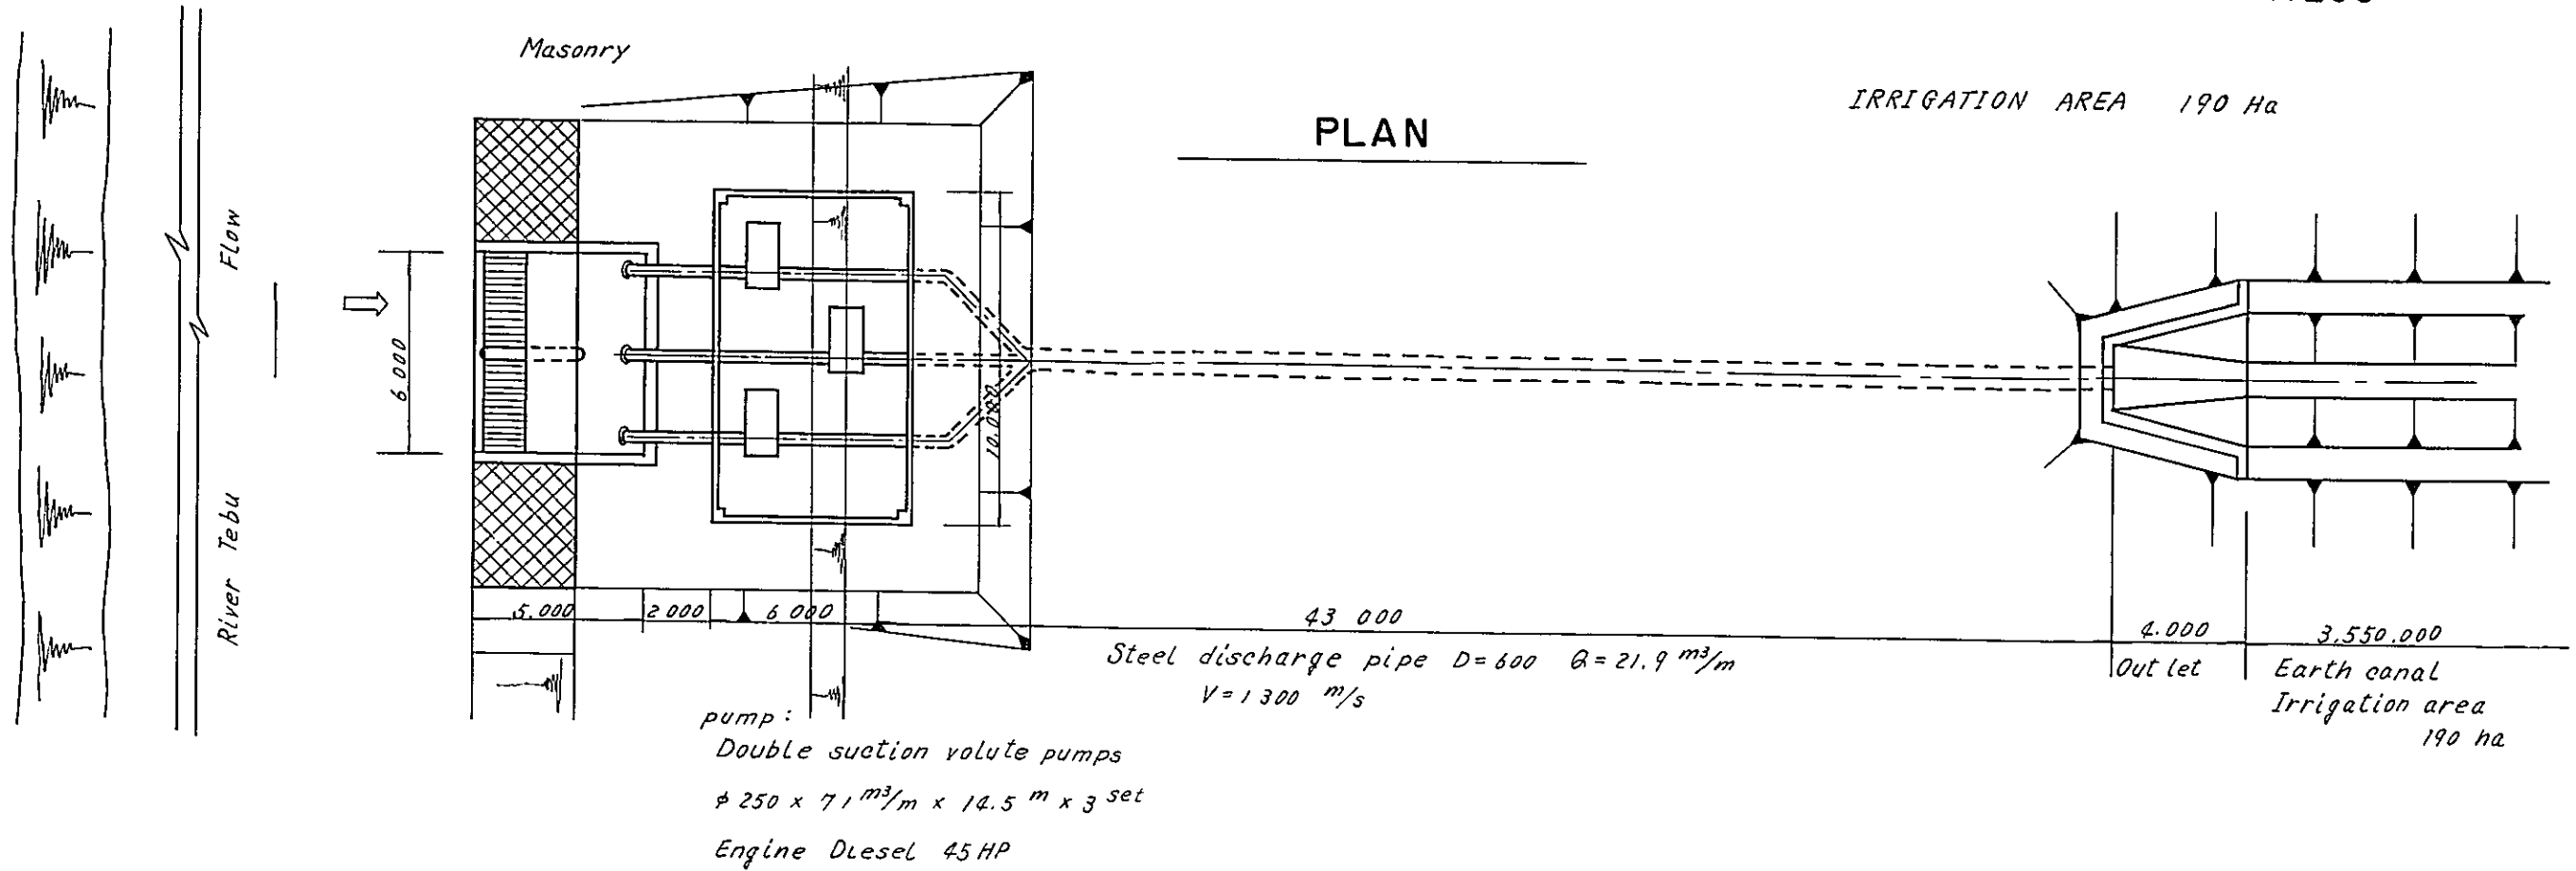 Masonry
PLAN
IRRIGATION AREA 190 Ha
Flow
River Tebu
6 000
10.000
5.000 2 000 6 000 43 000 4.000 3,550.000
Steel discharge pipe D=600 Q=21.9 m³/m
V=1 300 m/s
Out let
Earth canal
Irrigation area
190 ha
pump:
Double suction volute pumps
φ 250 x 7 1 m³/m x 14.5 m x 3 set
Engine Diesel 45 HP